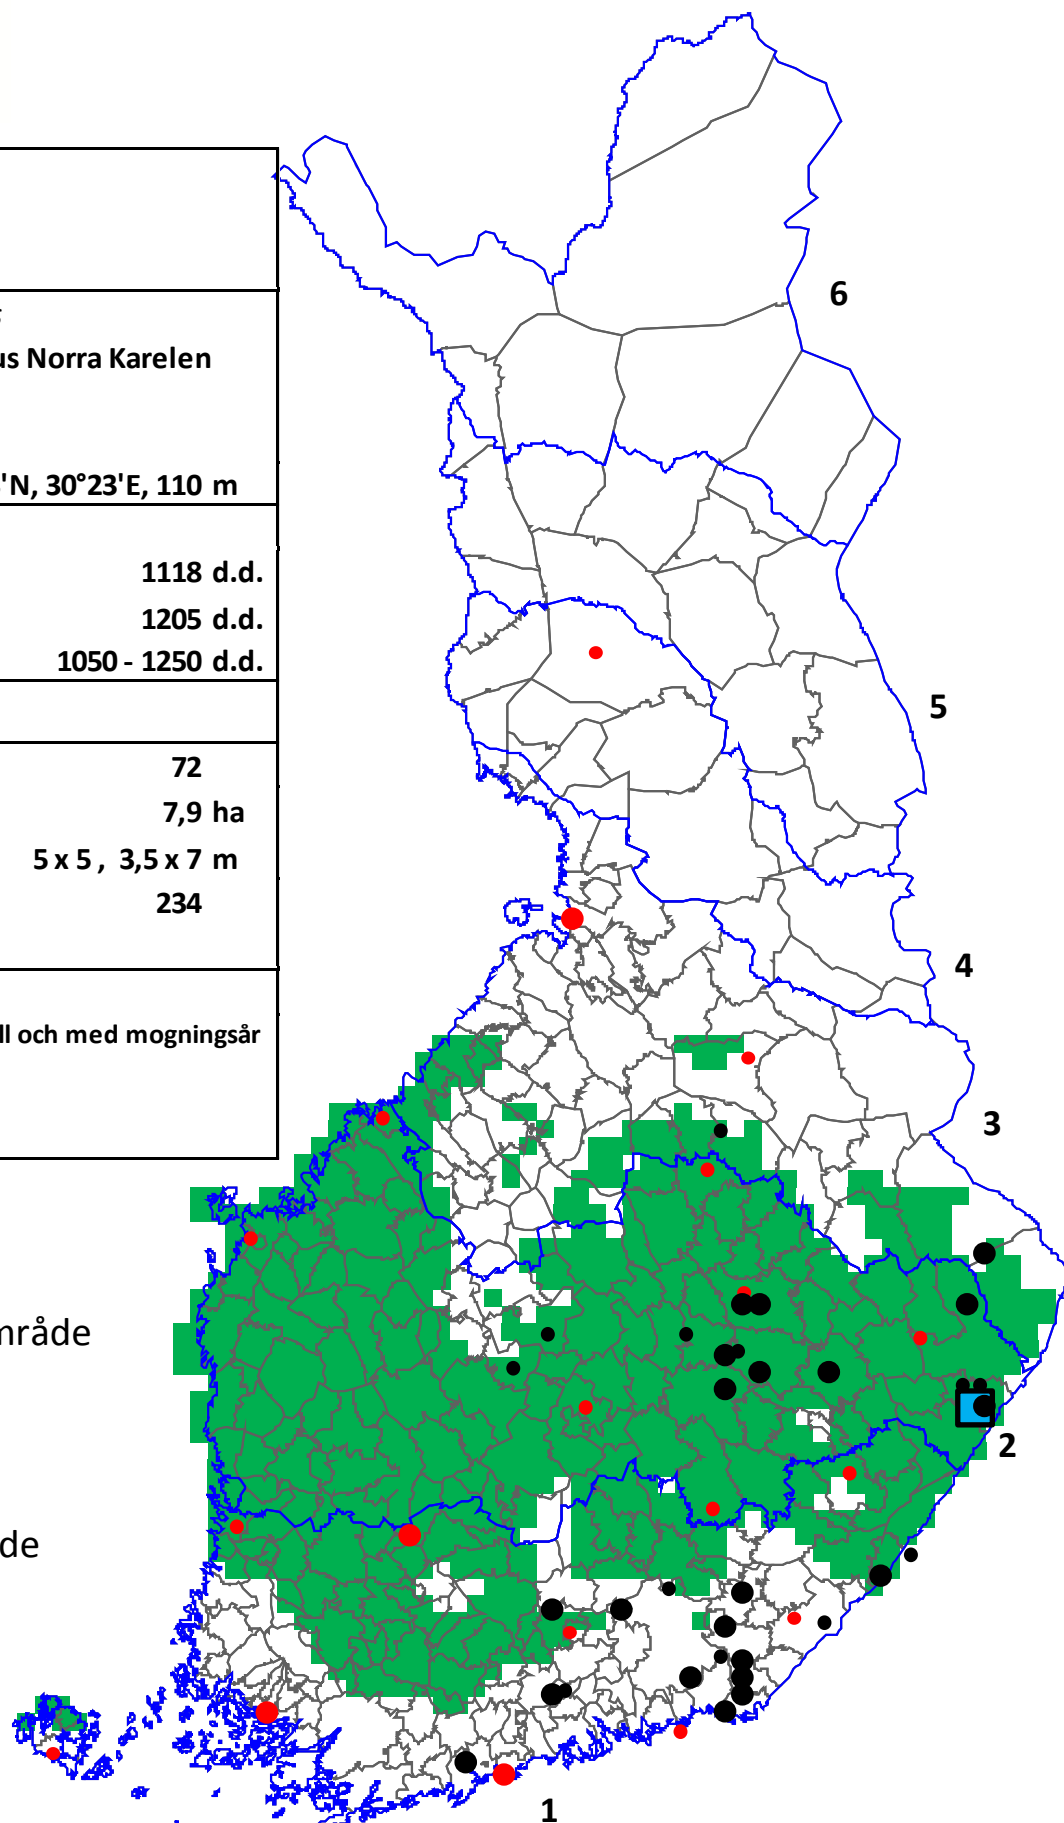 us Norra Karelen
'N, 30°23'E, 110 m
1118 d.d.
1205 d.d.
1050 - 1250 d.d.
72
7,9 ha
5 x 5 , 3,5 x 7 m
234
ll och med mogningsår
område
de
6
5
4
3
2
1